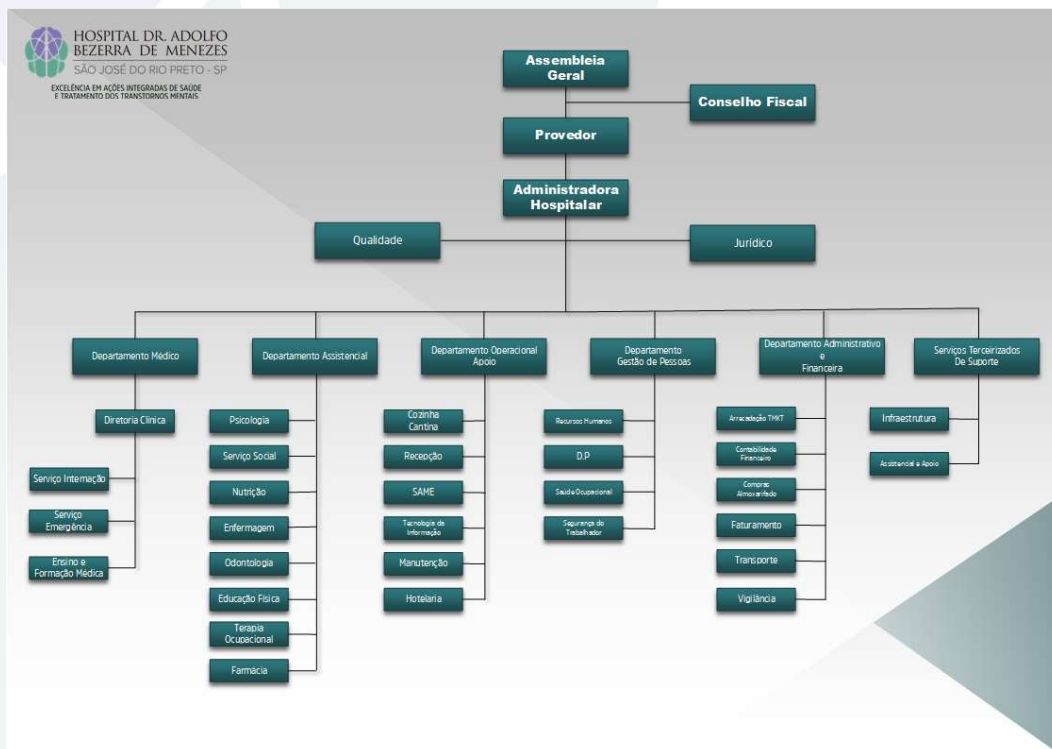 HOSPITAL DR. ADOLFO
BEZERRA DE MENEZES
SÃO JOSÉ DO RIO PRETO - SP
EXCELÊNCIA EM AÇÕES INTEGRADAS DE SAÚDE
E TRATAMENTO DOS TRANSTORNOS MENTAIS
Assembleia
Geral
Conselho Fiscal
Provedor
Administradora
Hospitalar
Qualidade
Jurídico
Departamento Médico
Departamento Assistencial
Departamento Operacional
Apoio
Departamento
Gestão de Pessoas
Departamento Administrativo
e
Financeira
Serviços Terceirizados
De Suporte
Diretoria Clínica
Serviço Internação
Serviço
Emergência
Ensino e
Formação Médica
Psicologia
Serviço Social
Nutrição
Enfermagem
Odontologia
Educação Física
Terapia
Ocupacional
Farmácia
Cozinha
Cantina
Recepção
SAME
Tecnologia da
Informação
Manutenção
Hotelaria
Recursos Humanos
D.P
Saúde Ocupacional
Segurança do
Trabalhador
Arrecadação TMKT
Contabilidade
Financeiro
Compras
Almoxarifado
Faturamento
Transporte
Vigilância
Infraestrutura
Assistencial e Apoio